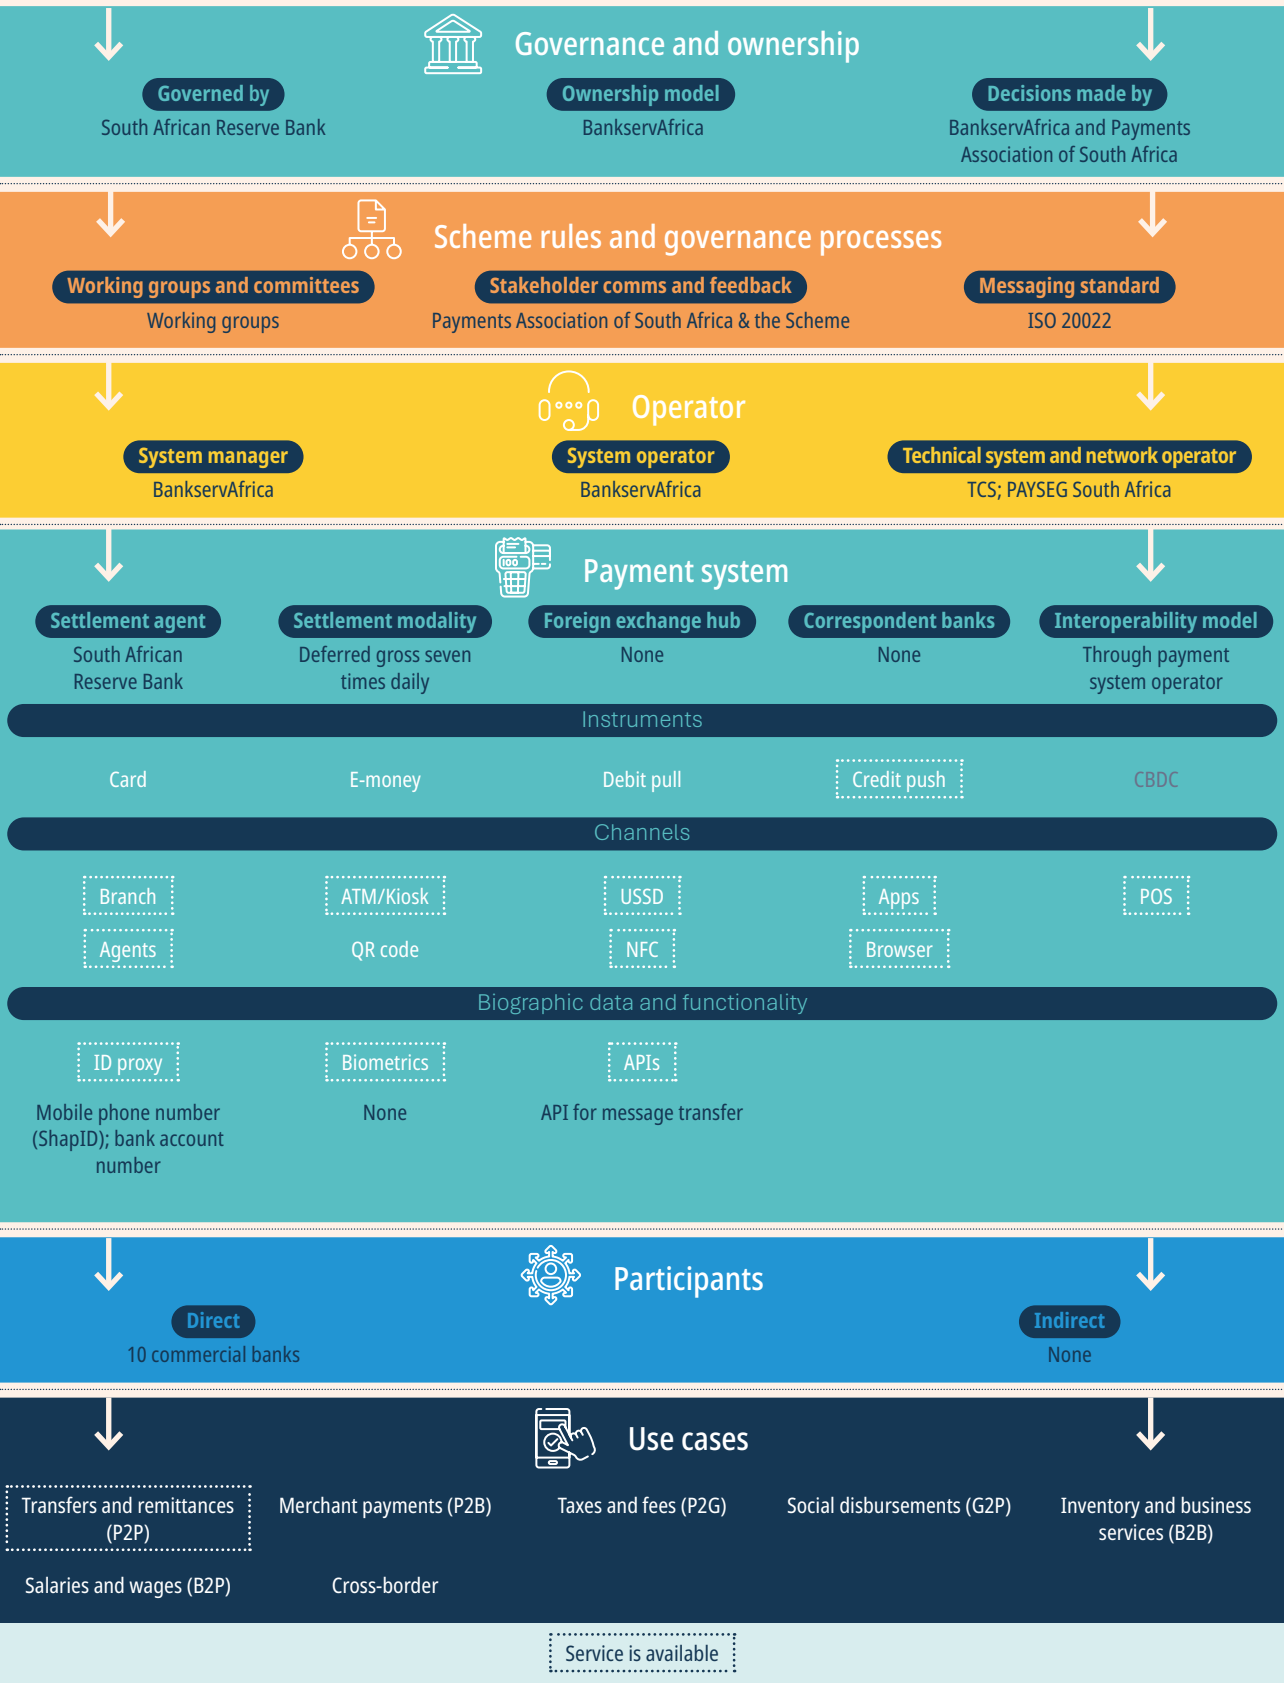 Governance and ownership
Governed by
South African Reserve Bank
Ownership model
BankservAfrica
Decisions made by
BankservAfrica and Payments
Association of South Africa
Scheme rules and governance processes
Working groups and committees
Working groups
Stakeholder comms and feedback
Payments Association of South Africa & the Scheme
Messaging standard
ISO 20022
Operator
System manager
BankservAfrica
System operator
BankservAfrica
Technical system and network operator
TCS; PAYSEG South Africa
Payment system
Settlement agent
South African
Reserve Bank
Settlement modality
Deferred gross seven
times daily
Foreign exchange hub
None
Correspondent banks
None
Interoperability model
Through payment
system operator
Instruments
Card
E-money
Debit pull
Credit push
CBDC
Channels
Branch
ATM/Kiosk
USSD
Apps
POS
Agents
QR code
NFC
Browser
Biographic data and functionality
ID proxy
Mobile phone number
(ShapID); bank account
number
Biometrics
None
APIs
API for message transfer
Participants
Direct
10 commercial banks
Indirect
None
Use cases
Transfers and remittances
(P2P)
Merchant payments (P2B)
Taxes and fees (P2G)
Social disbursements (G2P)
Inventory and business
services (B2B)
Salaries and wages (B2P)
Cross-border
Service is available